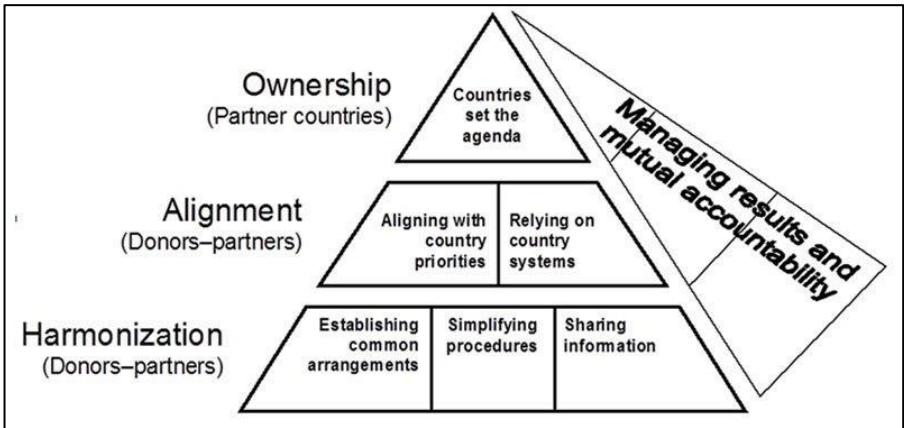 Ownership
(Partner countries)
Countries
set the
agenda
Managing results and
mutual accountability
Alignment
(Donors–partners)
Aligning with
country
priorities
Relying on
country
systems
Harmonization
(Donors–partners)
Establishing
common
arrangements
Simplifying
procedures
Sharing
information